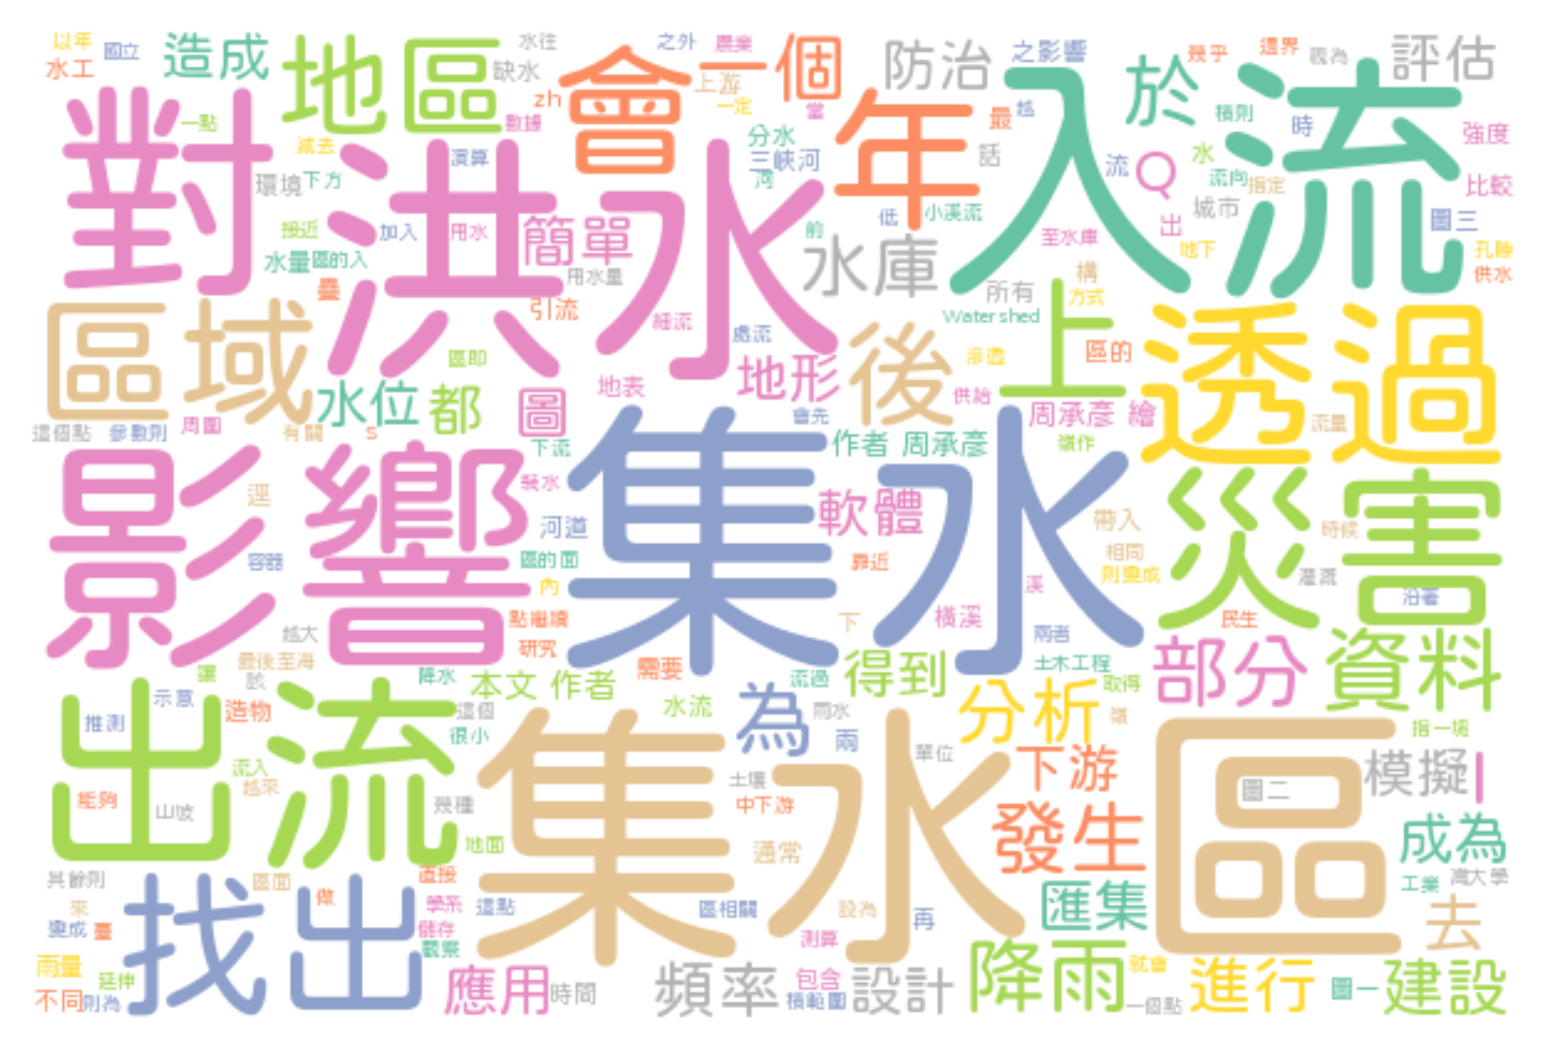 以年
國立
造成
地區
水往
缺水
之外
農業
會
一個
上游
一定
防治
之影響
於
幾乎
邊界
視為
評估
水工
zh
數據
當
年
最
越
入流
積則
時
強度
對洪水
一點
減去
演算
分水
三峽河
河
話
流
Q
水
流向
指定
比較
環境
下方
城市
圖三
接近
加入
用水
簡單
前
低
小溪流
出
至水庫
地下
孔隙
水量
區的入
用水量
水庫
所有
構
方式
供水
疊
引流
細流
處流
Watershed
上
透過
區域
區即
地形
後
滲透
區的
水位
都
圖
地表
供給
這個點
參數則
周圍
有關
s
會先
周承彥 繪
流量
下流
集水
作者 周承彥
影響
逕
裝水
軟體
災害
河道
帶入
時候
容器
區的面
靠近
相同
則變成
灌溉
內
溪
沿著
點繼續
下
橫溪
兩者
民生
越大
研究
最後至海
該
讓
降水
本文 作者
需要
流過
得到
土木工程
取得
部分
資料
出流
示意
造物
推測
這個
很小
水流
為
雨水
雨
分析
單位
下游
指一塊
流入
越來
集水區
土壤
圖二
模擬
I
能夠
山坡
幾種
中下游
地面
通常
發生
成為
其餘則
區面
直接
工業
灣大學
來
找出
做
學系
這點
區相關
設為
再
匯集
去
變成
臺
儲存
觀察
測算
雨量
延伸
不同
則為
應用
時間
頻率
包含
積範圍
設計
降雨
就會
一個點
進行
圖一
建設